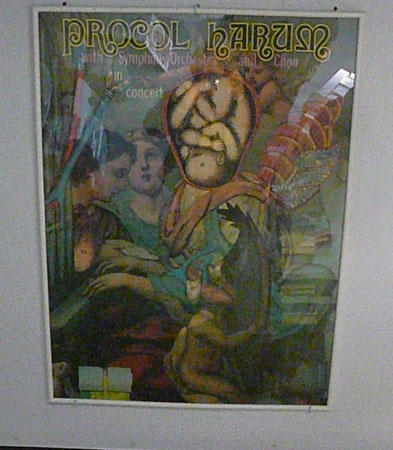 PROCOL HARUM
with Symphony Orchestra and Choir
in
concert